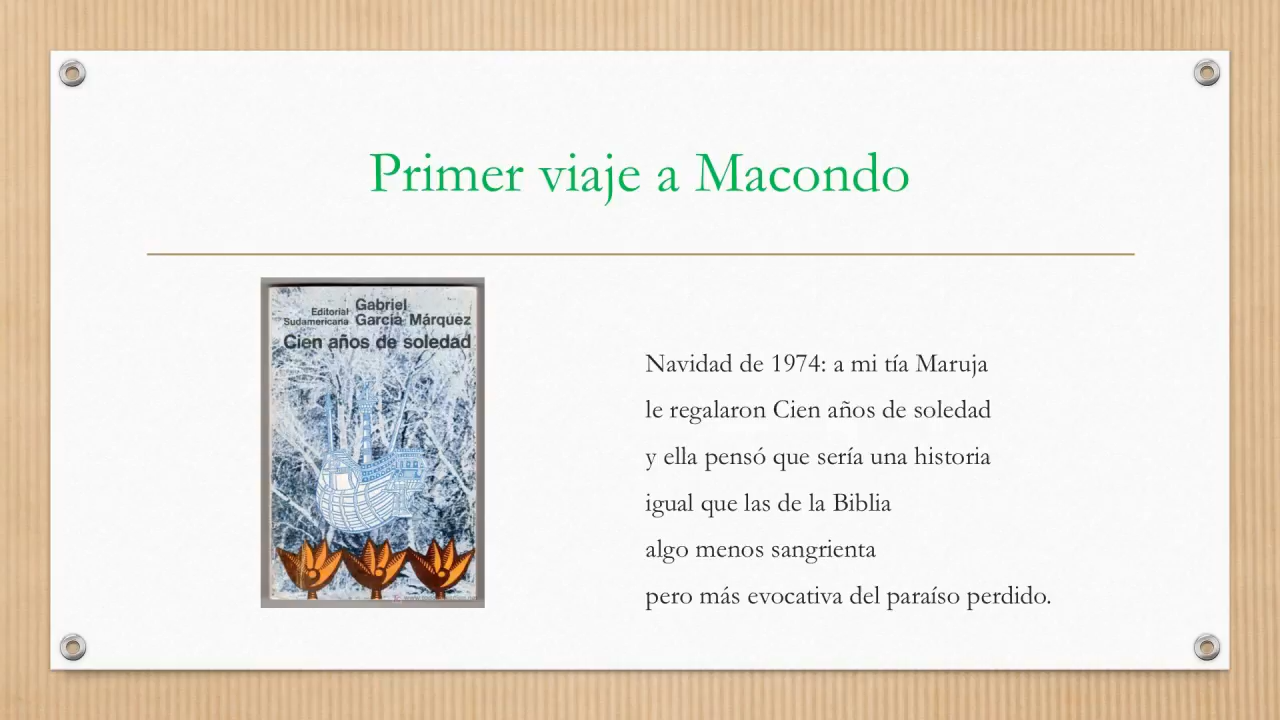 Primer viaje a Macondo
Editorial
Sudamericana
Gabriel
García Márquez
Cien años de soledad
Navidad de 1974: a mi tía Maruja
le regalaron Cien años de soledad
y ella pensó que sería una historia
igual que las de la Biblia
algo menos sangrienta
pero más evocativa del paraíso perdido.